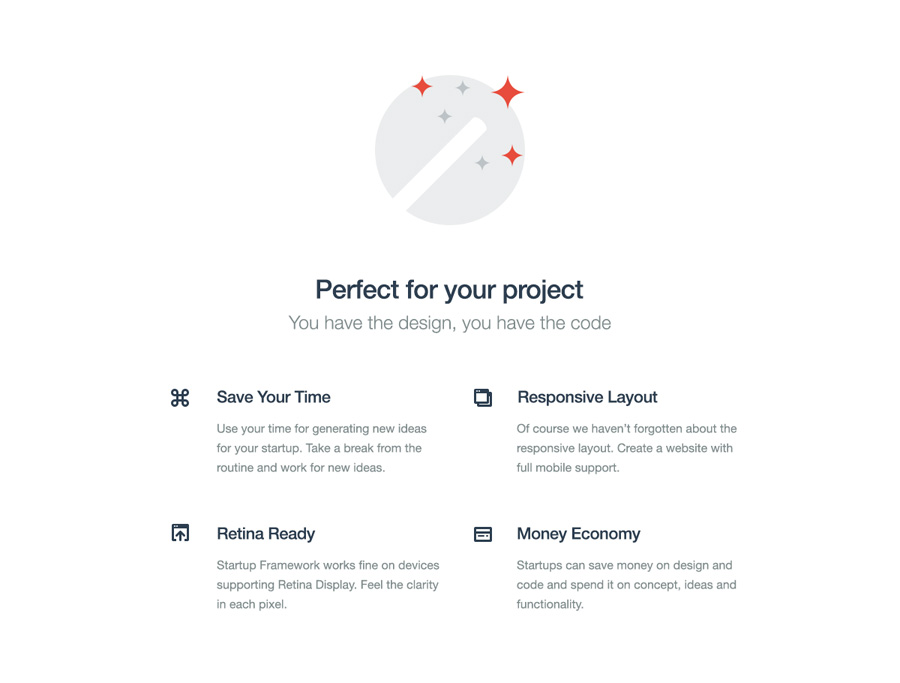 Perfect for your project
You have the design, you have the code
Save Your Time
Use your time for generating new ideas
for your startup. Take a break from the
routine and work for new ideas.
Responsive Layout
Of course we haven’t forgotten about the
responsive layout. Create a website with
full mobile support.
Retina Ready
Startup Framework works fine on devices
supporting Retina Display. Feel the clarity
in each pixel.
Money Economy
Startups can save money on design and
code and spend it on concept, ideas and
functionality.